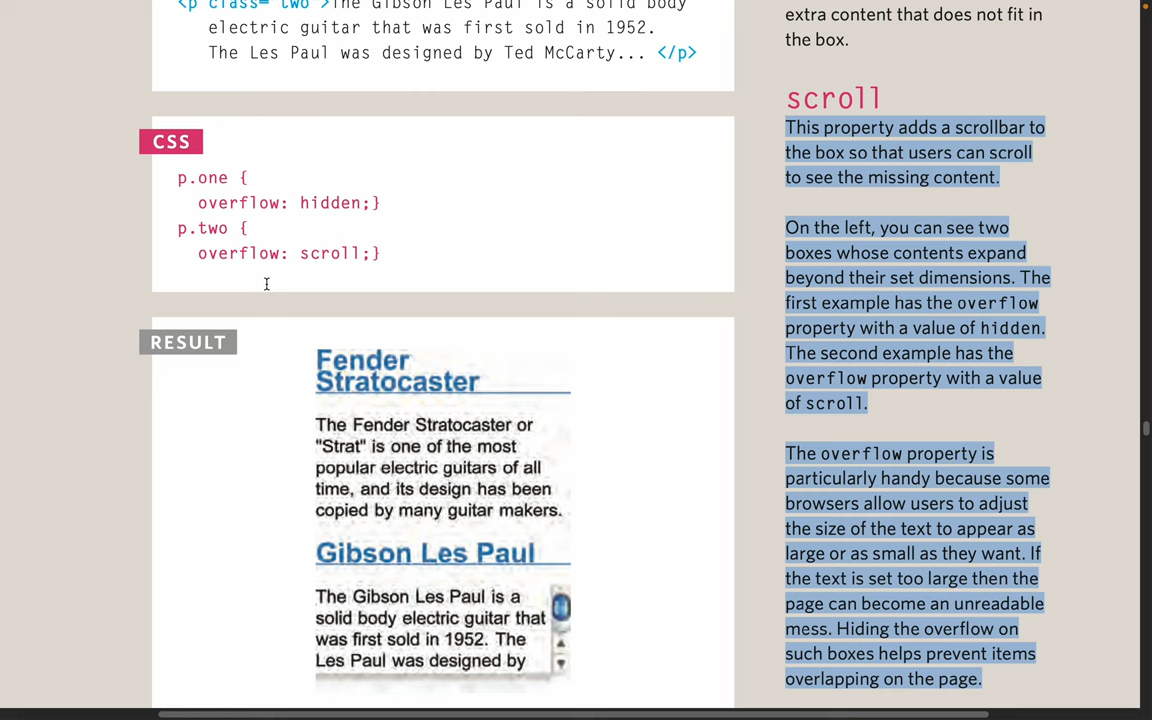 <p class="two">The Gibson Les Paul is a solid body
electric guitar that was first sold in 1952.
The Les Paul was designed by Ted McCarty... </p>
CSS
p.one {
overflow: hidden;}
p.two {
overflow: scroll;}
RESULT
Fender
Stratocaster
The Fender Stratocaster or
"Strat" is one of the most
popular electric guitars of all
time, and its design has been
copied by many guitar makers.
Gibson Les Paul
The Gibson Les Paul is a
solid body electric guitar that
was first sold in 1952. The
Les Paul was designed by
extra content that does not fit in
the box.
scroll
This property adds a scrollbar to
the box so that users can scroll
to see the missing content.
On the left, you can see two
boxes whose contents expand
beyond their set dimensions. The
first example has the overflow
property with a value of hidden.
The second example has the
overflow property with a value
of scroll.
The overflow property is
particularly handy because some
browsers allow users to adjust
the size of the text to appear as
large or as small as they want. If
the text is set too large then the
page can become an unreadable
mess. Hiding the overflow on
such boxes helps prevent items
overlapping on the page.